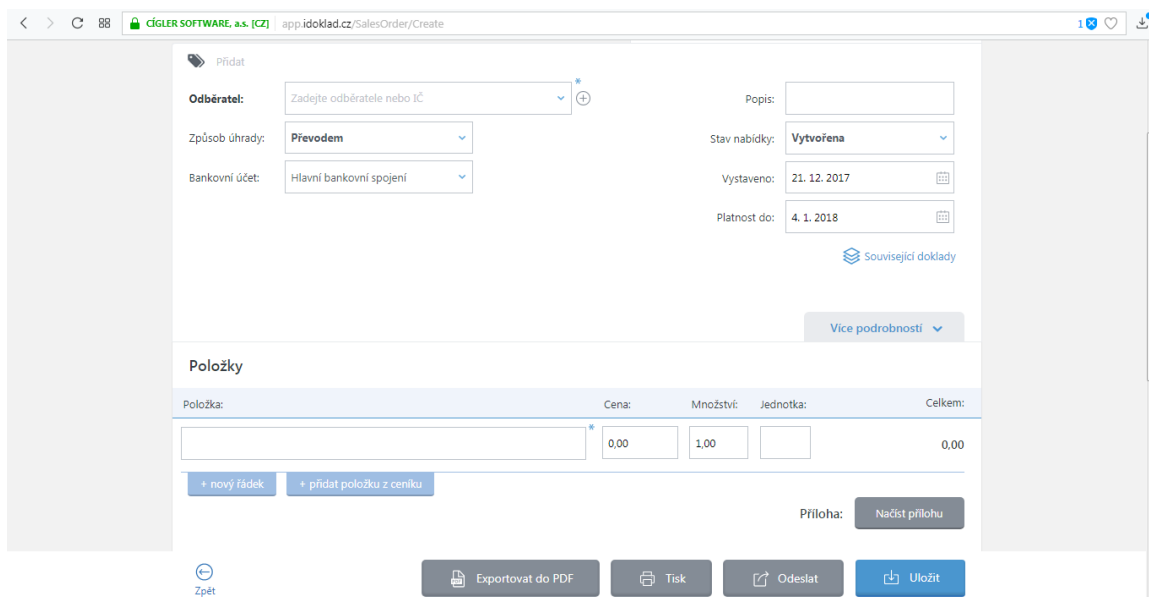 CÍGLER SOFTWARE, a.s. [CZ] app.idoklad.cz/SalesOrder/Create 1
Přidat
Odběratel: Zadejte odběratele nebo IČ * Popis:
Způsob úhrady: Převodem Stav nabídky: Vytvořena
Bankovní účet: Hlavní bankovní spojení Vystaveno: 21. 12. 2017
Platnost do: 4. 1. 2018
Související doklady
Více podrobností
Položky
Položka: Cena: Množství: Jednotka: Celkem:
* 0,00 1,00 0,00
+ nový řádek + přidat položku z ceníku
Příloha: Načíst přílohu
Zpět Exportovat do PDF Tisk Odeslat Uložit